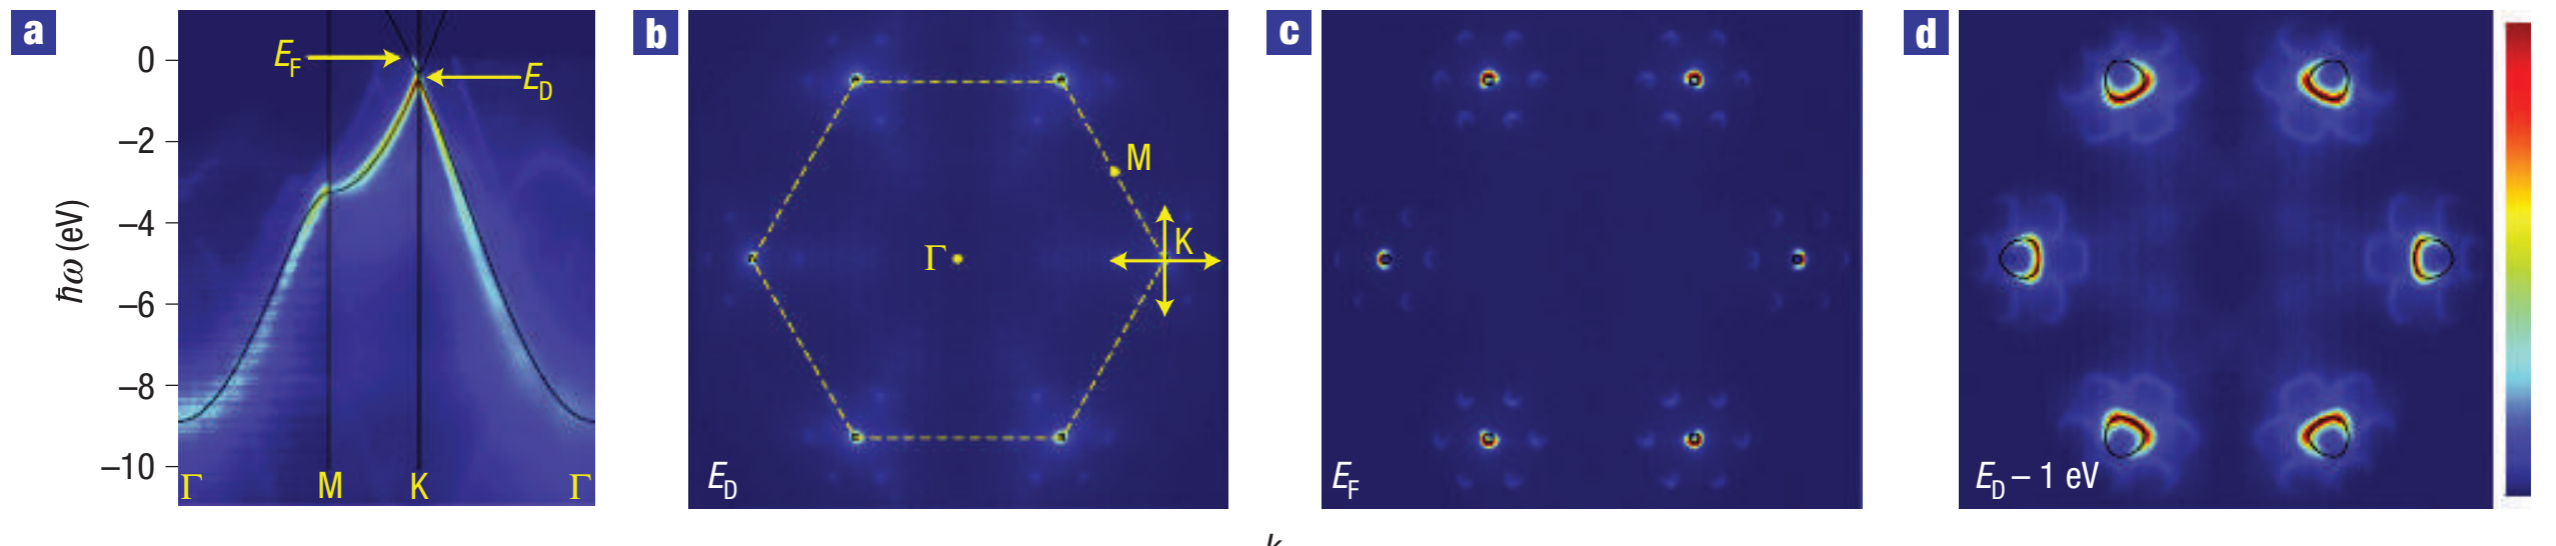 a
E_F
E_D
ħω (eV)
0
–2
–4
–6
–8
–10
Γ
M
K
Γ
b
M
K
Γ
E_D
c
E_F
d
E_D – 1 eV
k